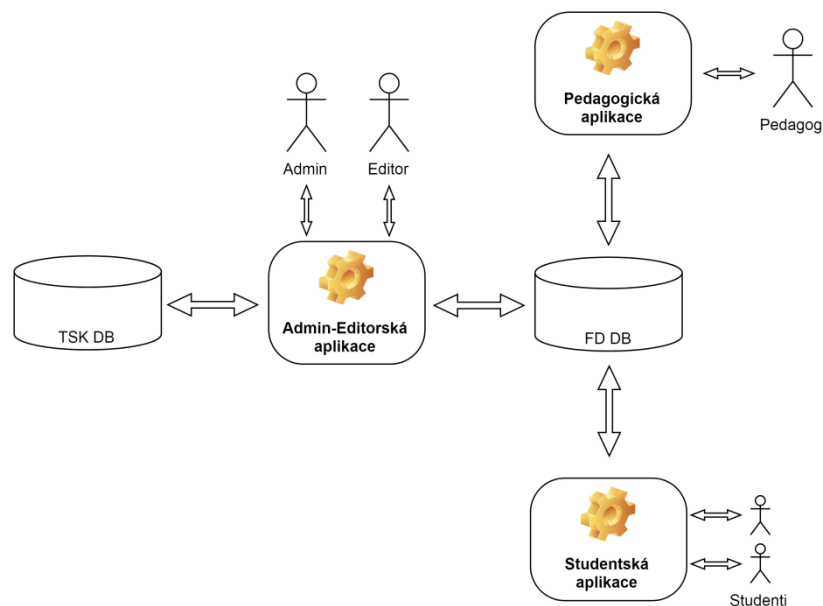 Pedagogická
aplikace
Pedagog
Admin
Editor
TSK DB
Admin-Editorská
aplikace
FD DB
Studentská
aplikace
Studenti